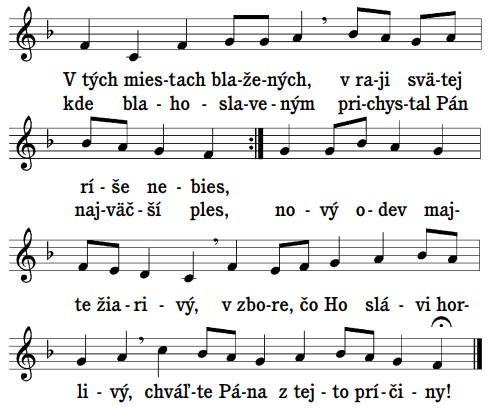 V tých mies-tach bla-že-ných, v ra-ji svä-tej
kde bla-ho-sla-ve-ným pri-chys-tal Pán
rí-še ne-bies,
naj-väč-ší ples, no-vý o-dev maj-
te žia-ri-vý, v zbo-re, čo Ho slá-vi hor-
li-vý, chváľ-te Pá-na z tej-to prí-či-ny!